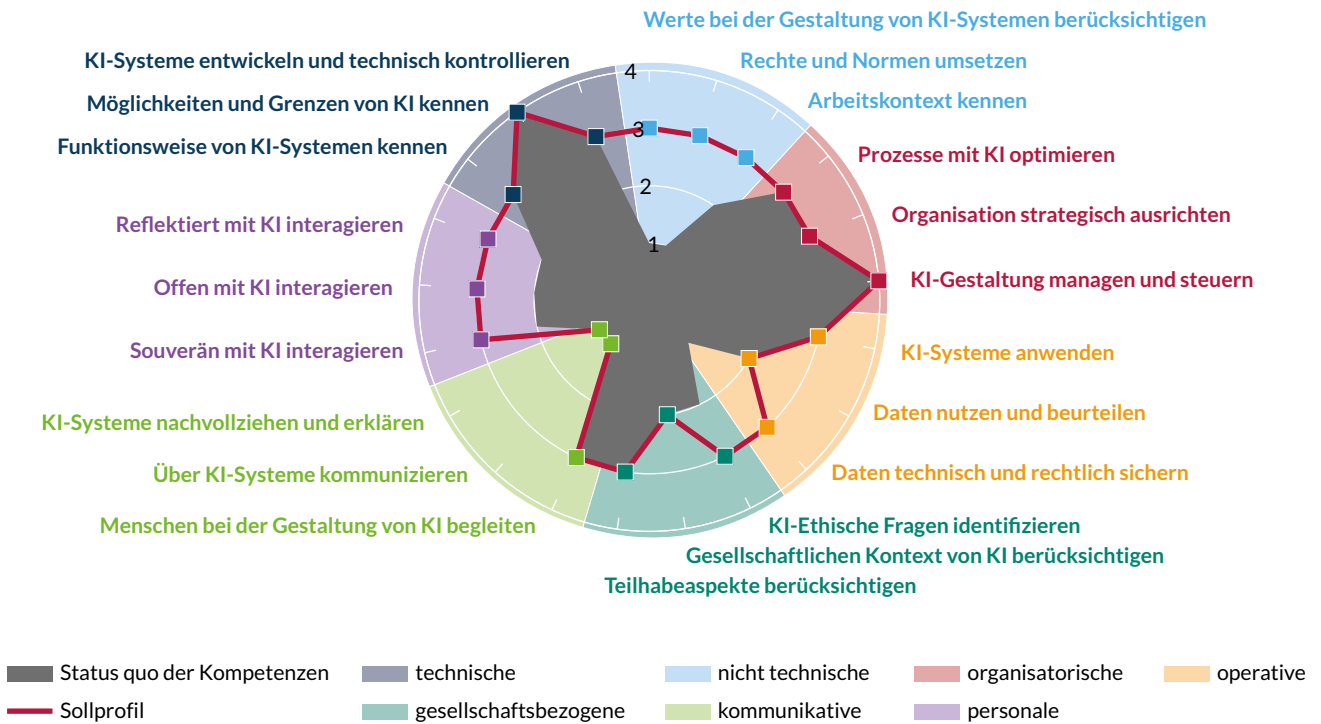 Werte bei der Gestaltung von KI-Systemen berücksichtigen
KI-Systeme entwickeln und technisch kontrollieren
Rechte und Normen umsetzen
Möglichkeiten und Grenzen von KI kennen
Arbeitskontext kennen
Funktionsweise von KI-Systemen kennen
Prozesse mit KI optimieren
Reflektiert mit KI interagieren
Organisation strategisch ausrichten
Offen mit KI interagieren
KI-Gestaltung managen und steuern
Souverän mit KI interagieren
KI-Systeme anwenden
KI-Systeme nachvollziehen und erklären
Daten nutzen und beurteilen
Über KI-Systeme kommunizieren
Daten technisch und rechtlich sichern
Menschen bei der Gestaltung von KI begleiten
KI-Ethische Fragen identifizieren
Gesellschaftlichen Kontext von KI berücksichtigen
Teilhabeaspekte berücksichtigen
4
3
2
1
Status quo der Kompetenzen
technische
nicht technische
organisatorische
operative
Sollprofil
gesellschaftsbezogene
kommunikative
personale